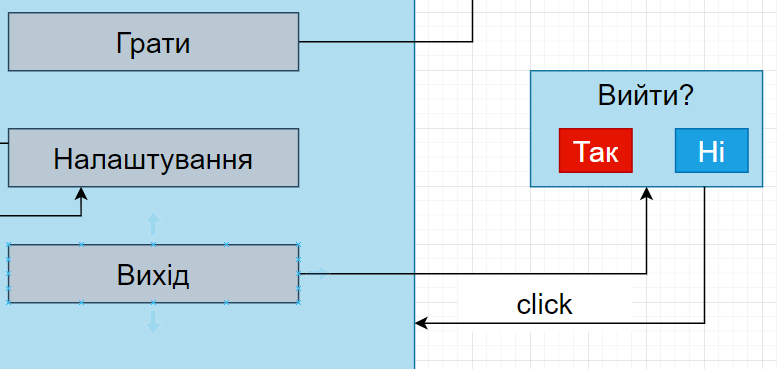 Грати
Вийти?
Так
Ні
Налаштування
Вихід
click